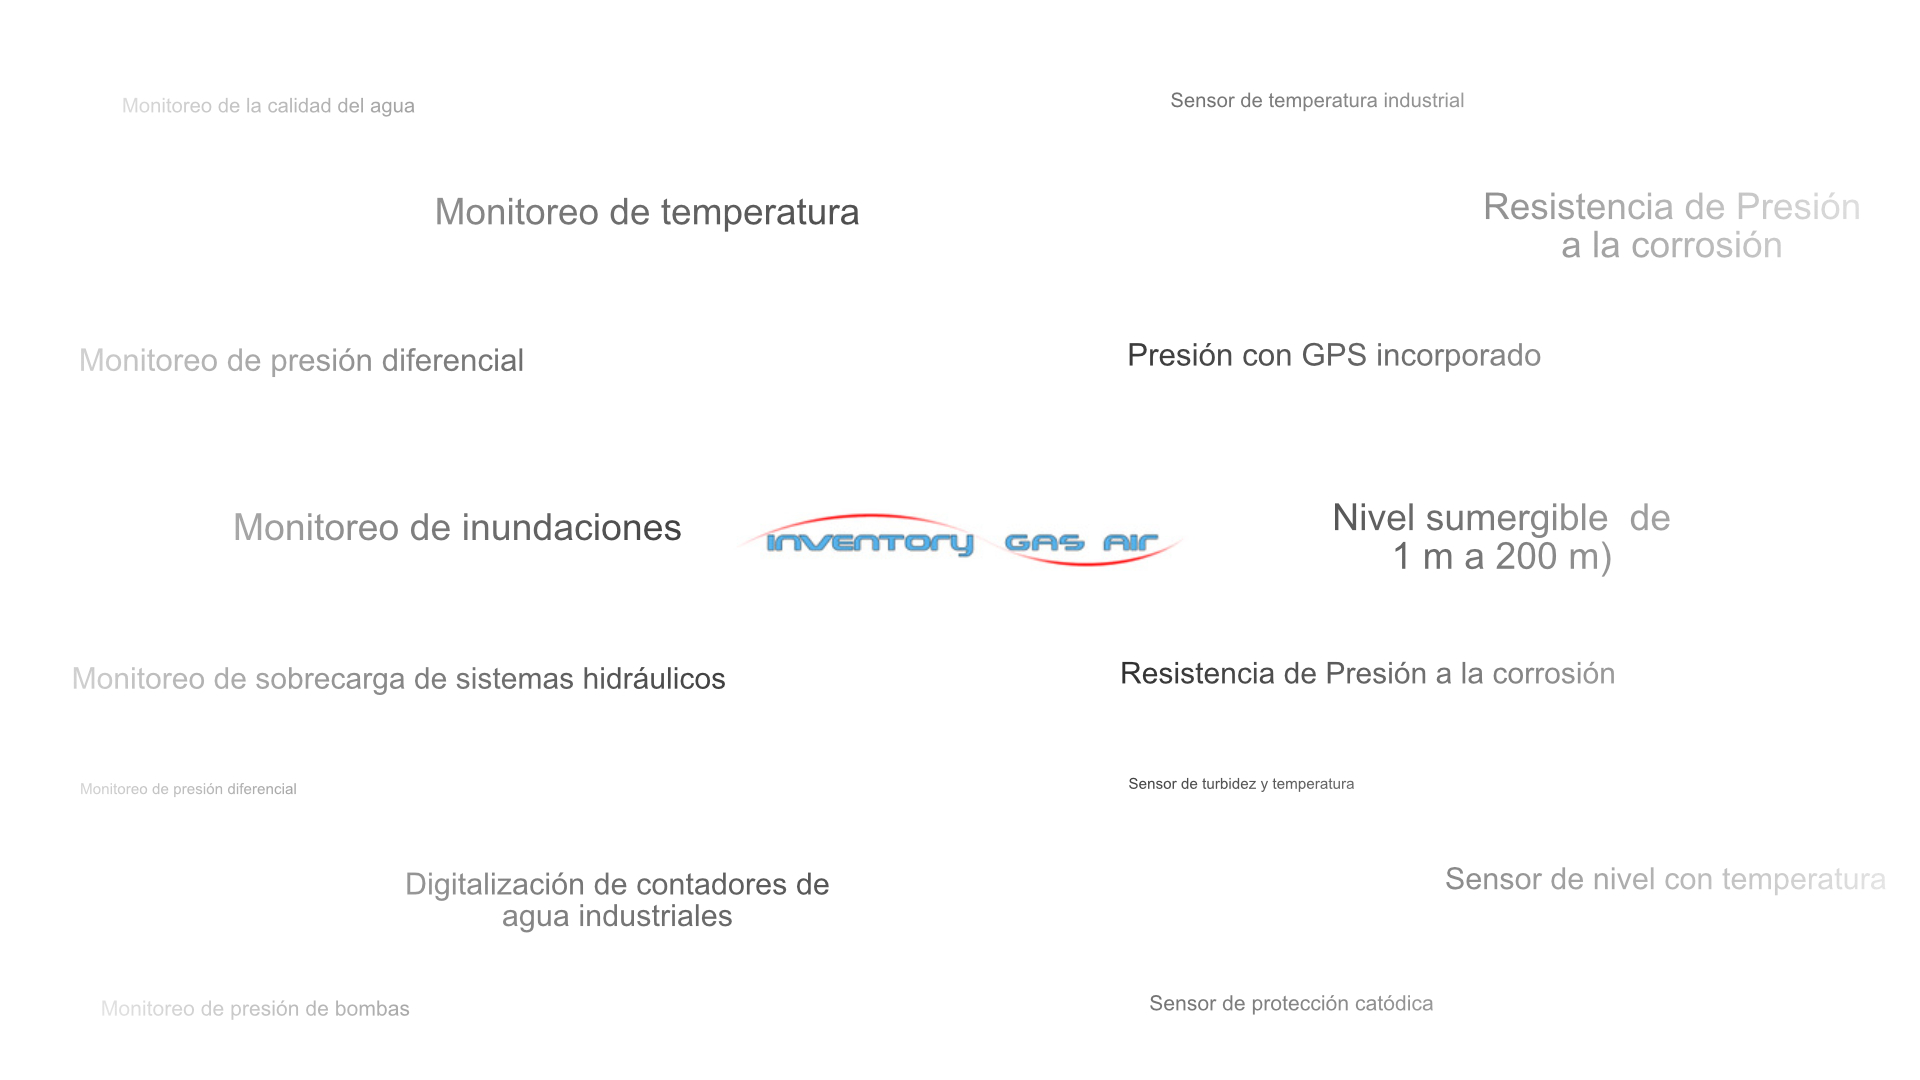 Monitoreo de la calidad del agua
Sensor de temperatura industrial
Monitoreo de temperatura
Resistencia de Presión
a la corrosión
Monitoreo de presión diferencial
Presión con GPS incorporado
Monitoreo de inundaciones
INVENTORY GAS AIR
Nivel sumergible  de
1 m a 200 m)
Monitoreo de sobrecarga de sistemas hidráulicos
Resistencia de Presión a la corrosión
Monitoreo de presión diferencial
Sensor de turbidez y temperatura
Digitalización de contadores de
agua industriales
Sensor de nivel con temperatura
Monitoreo de presión de bombas
Sensor de protección catódica